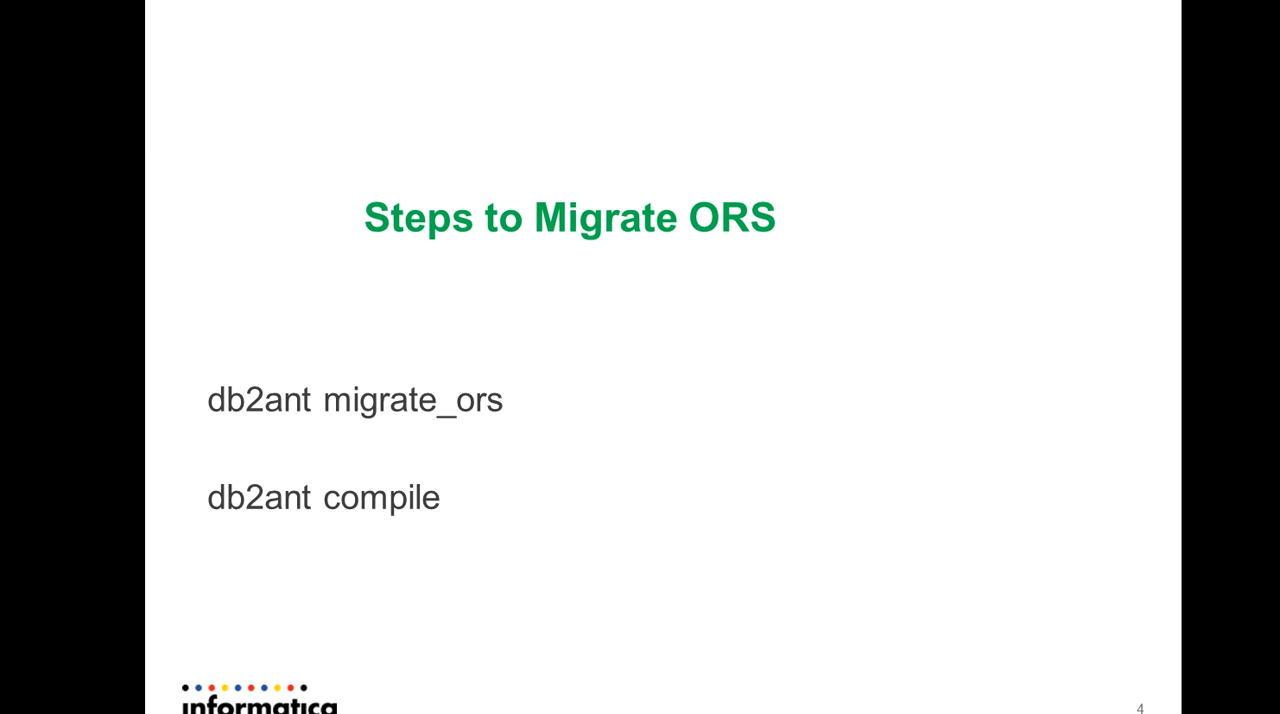 Steps to Migrate ORS
db2ant migrate_ors
db2ant compile
informatica
4